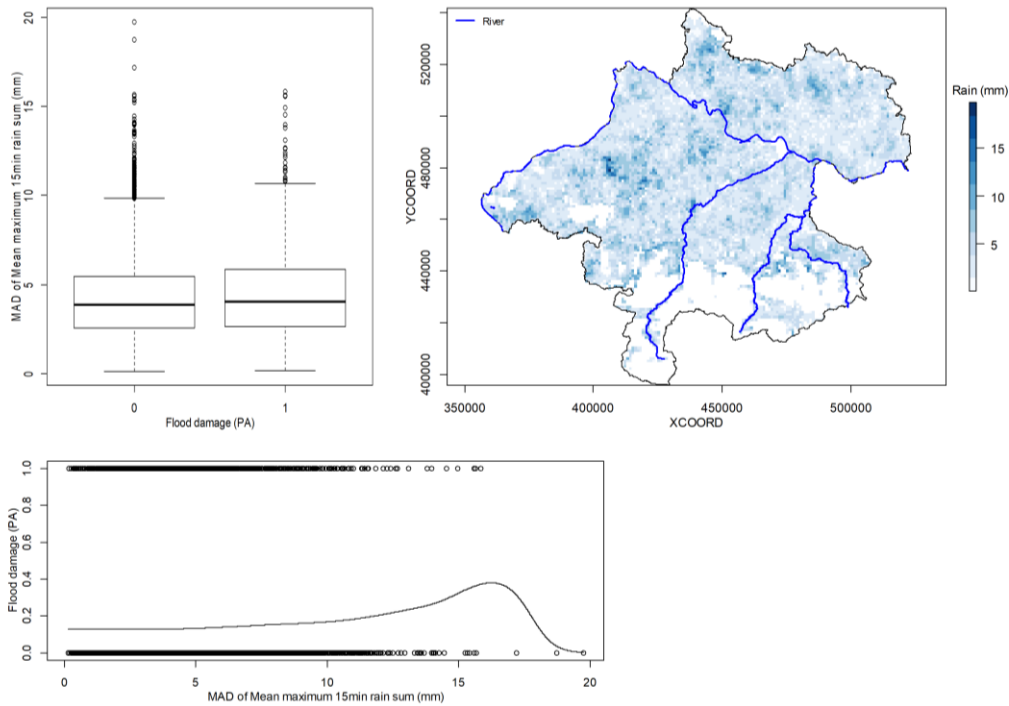 MAD of Mean maximum 15min rain sum (mm)
20
15
10
5
0
0 1
Flood damage (PA)
River
YCOORD
520000
480000
440000
400000
350000 400000 450000 500000
XCOORD
Rain (mm)
15
10
5
Flood damage (PA)
1.0
0.8
0.6
0.4
0.2
0.0
0 5 10 15 20
MAD of Mean maximum 15min rain sum (mm)